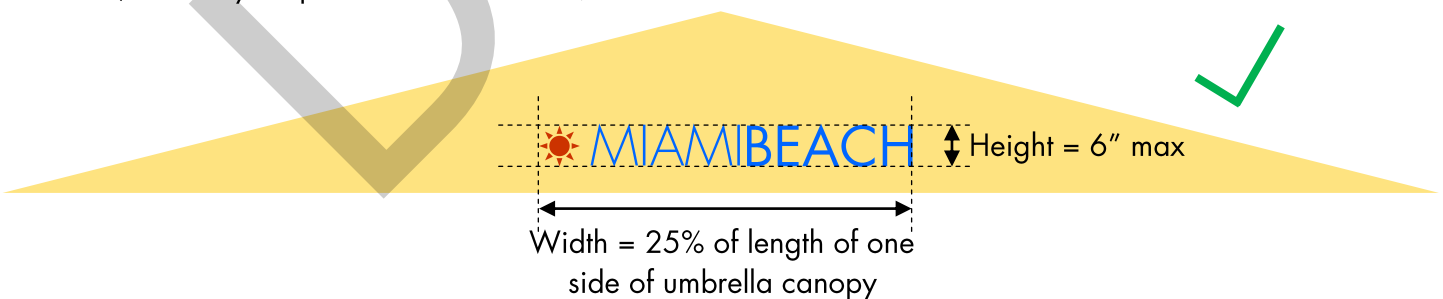 MIAMIBEACH
Height = 6” max
Width = 25% of length of one
side of umbrella canopy